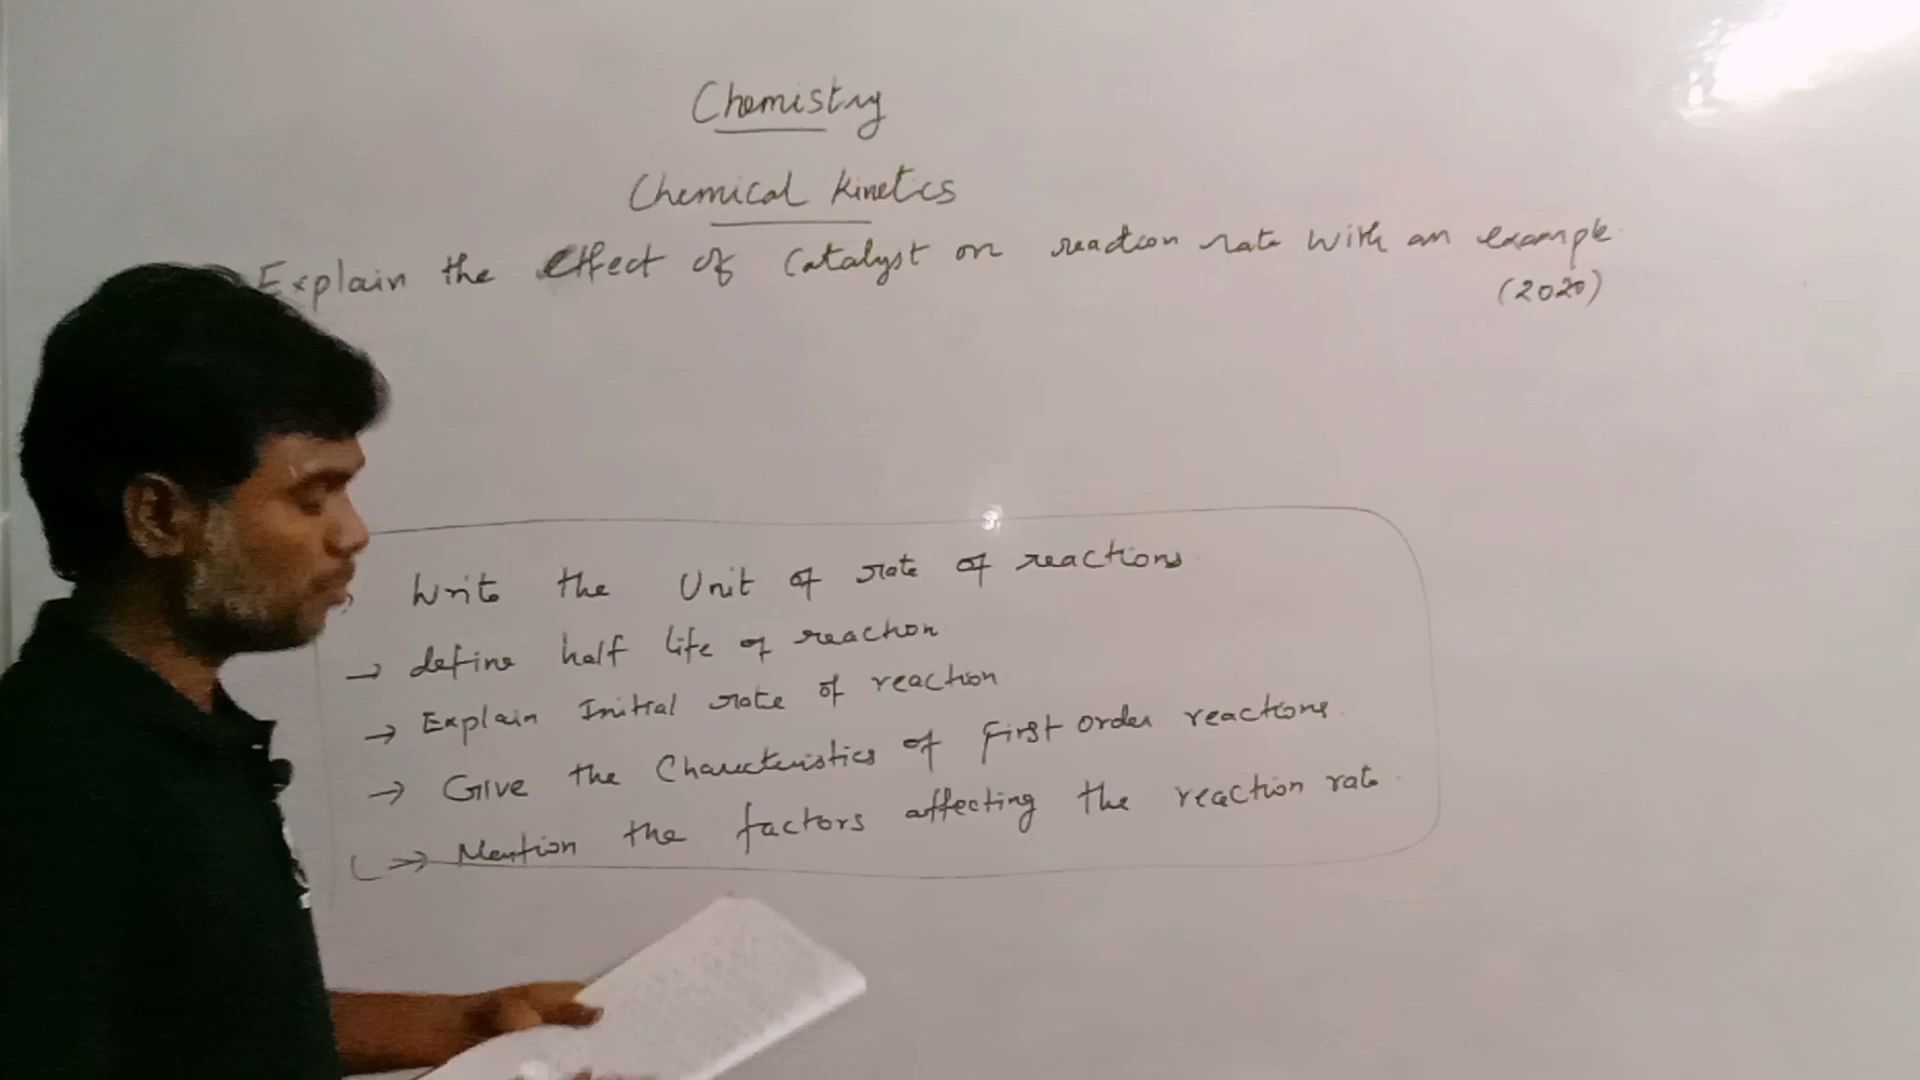 Chemistry
Chemical Kinetics
Explain the effect of Catalyst on reaction rate with an example
(2020)
Write the Unit of rate of reactions
→ define half life of reaction
→ Explain Initial rate of reaction
→ Give the Charecteristics of First order reactions.
→ Mention the factors affecting the reaction rate.